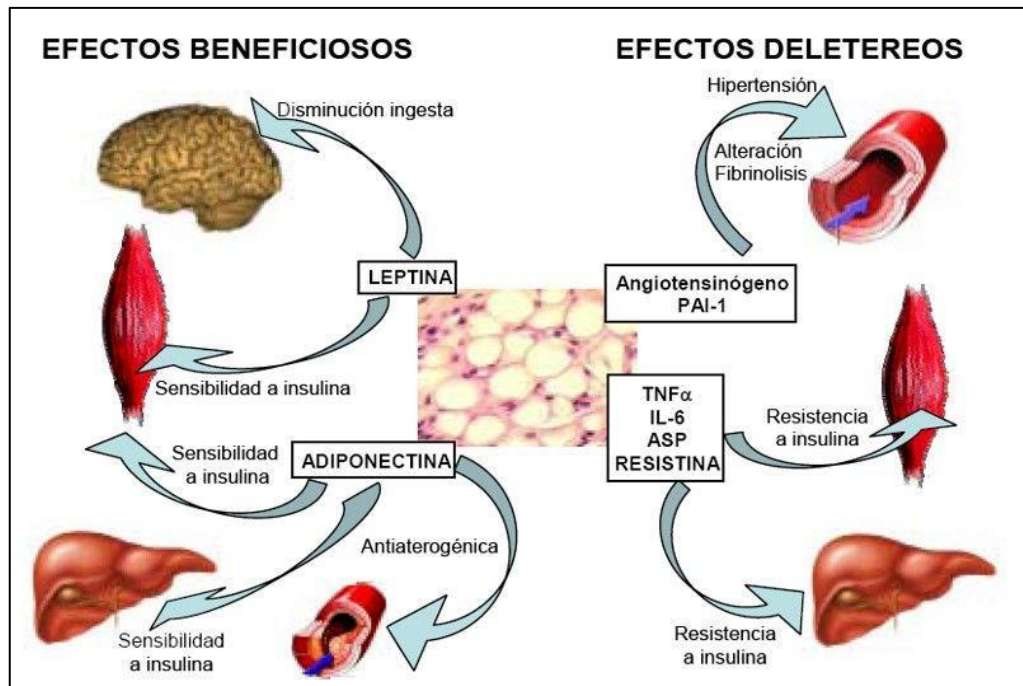 EFECTOS BENEFICIOSOS
Disminución ingesta
LEPTINA
Sensibilidad a insulina
Sensibilidad
a insulina
ADIPONECTINA
Antiaterogénica
Sensibilidad
a insulina
EFECTOS DELETEREOS
Hipertensión
Alteración
Fibrinolisis
Angiotensinógeno
PAI-1
TNFα
IL-6
ASP
RESISTINA
Resistencia
a insulina
Resistencia
a insulina